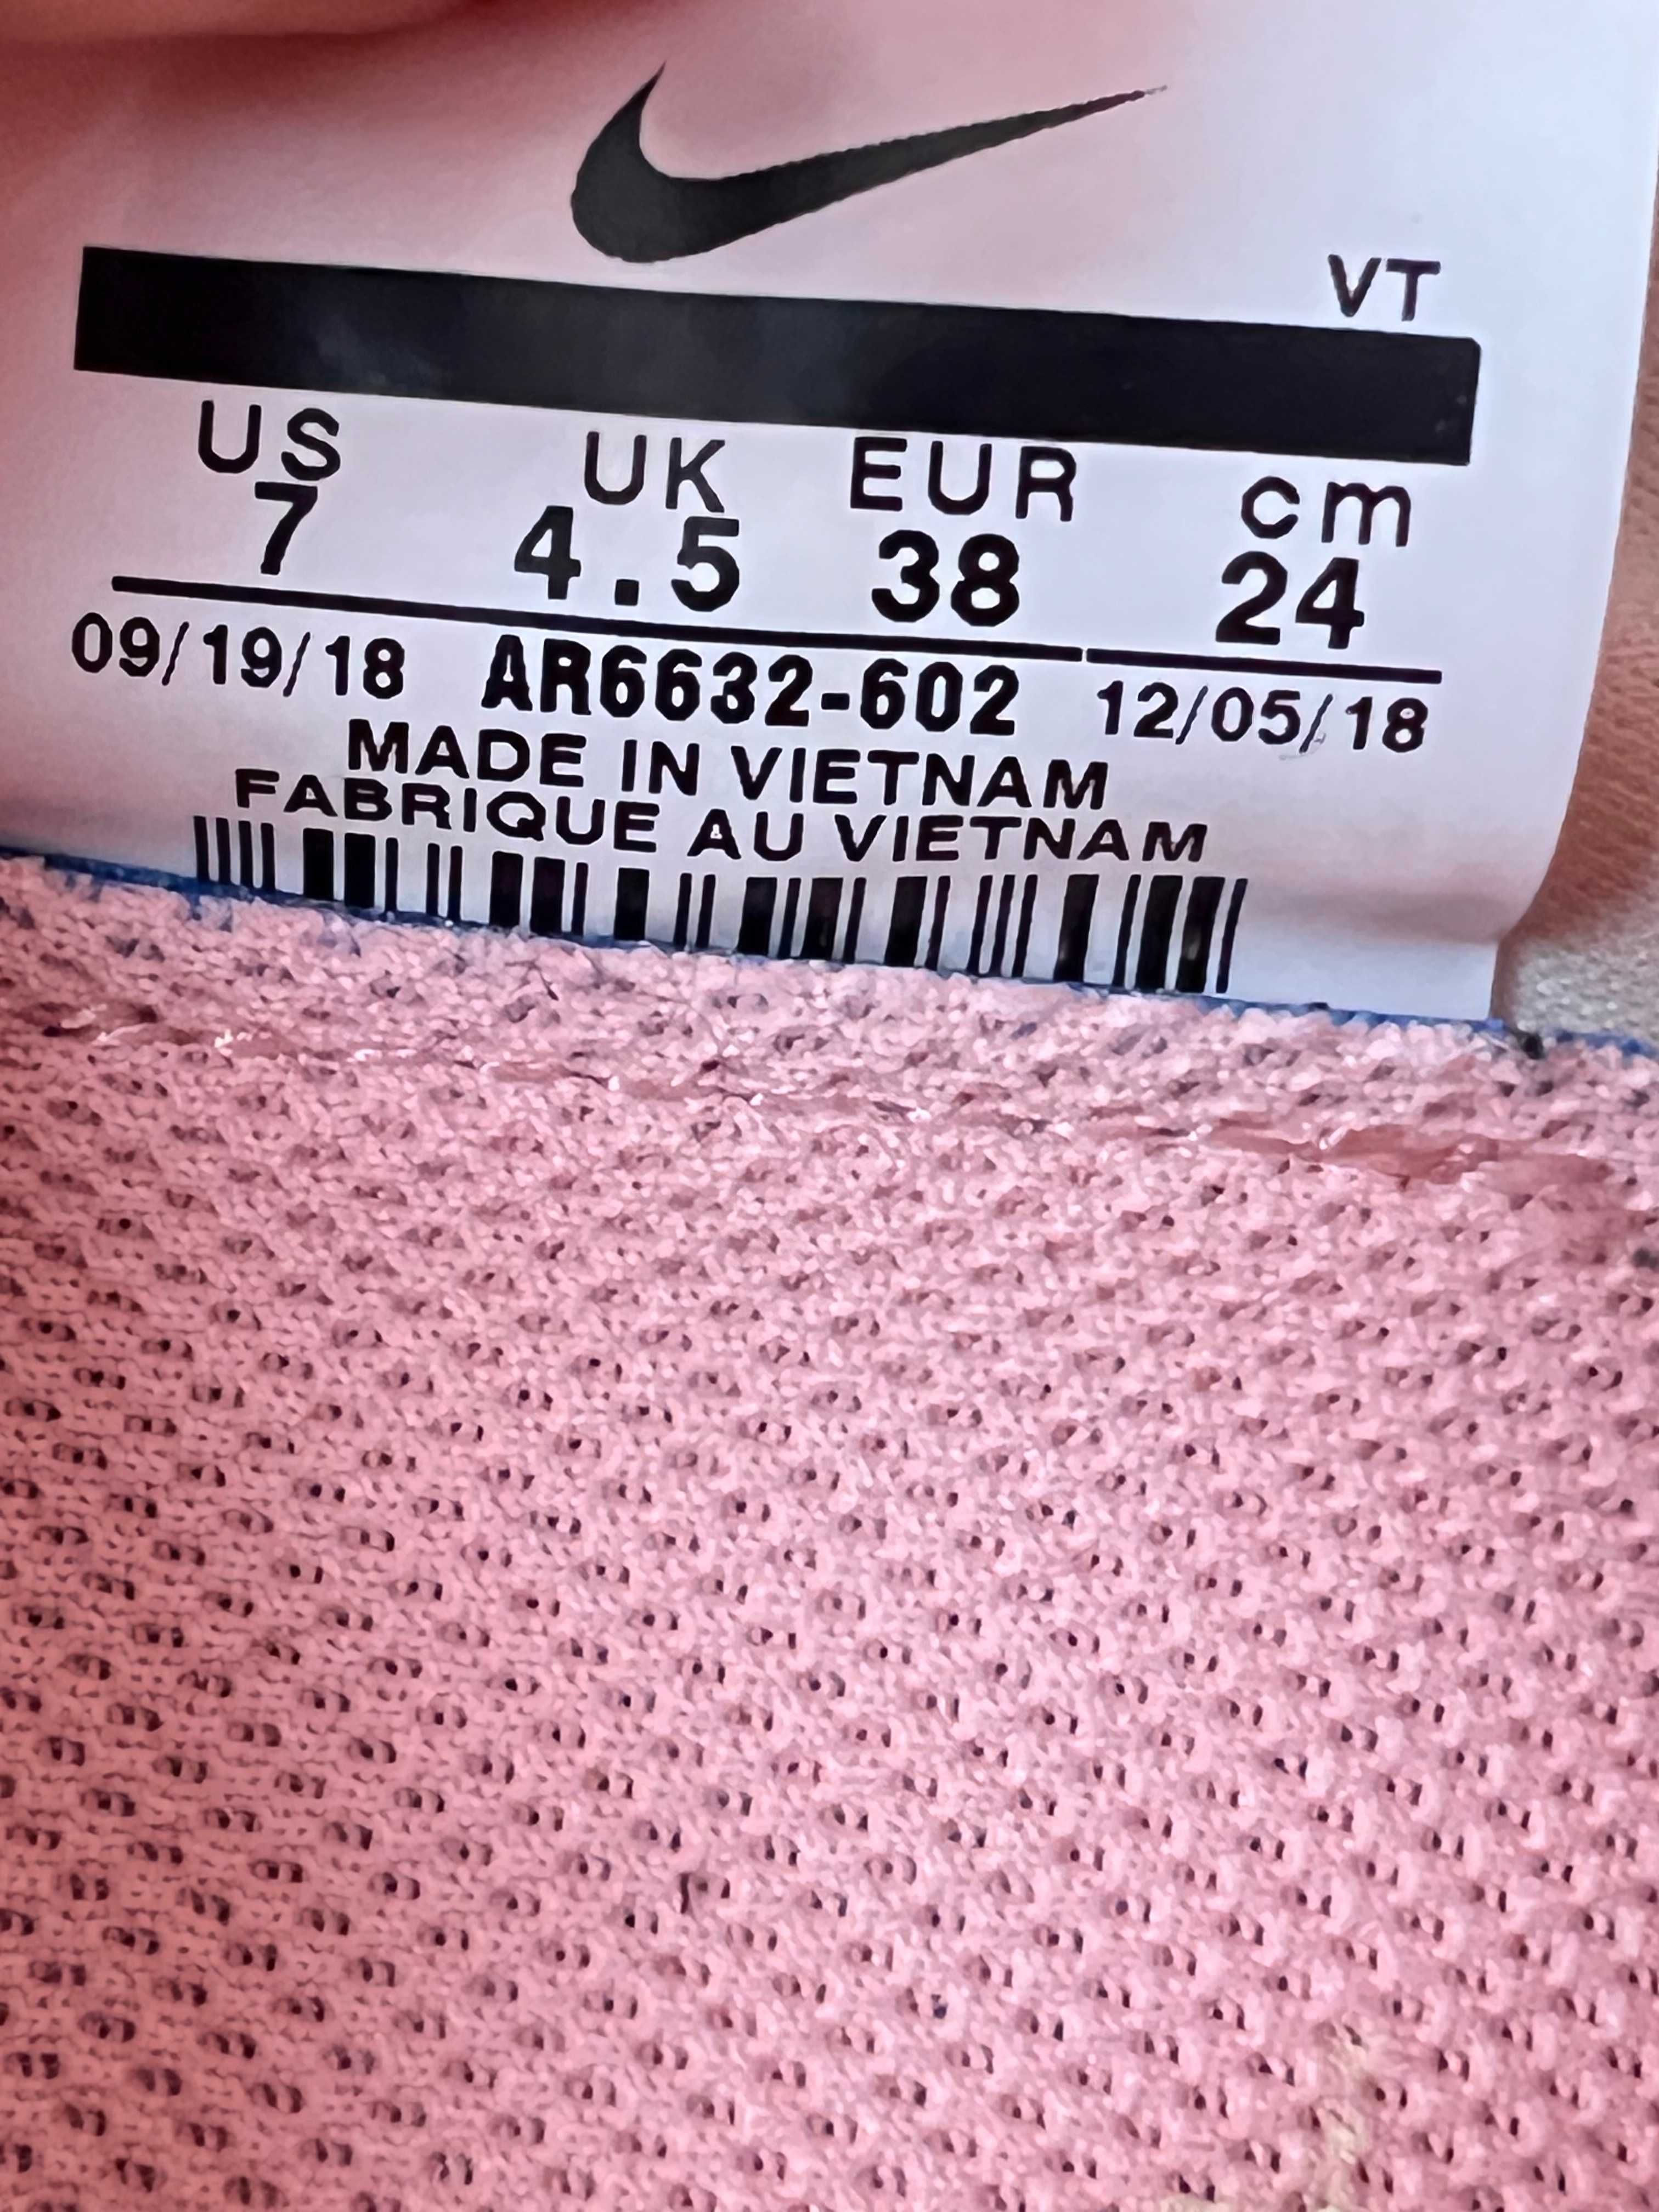 VT
US UK EUR cm
7 4.5 38 24
09/19/18 AR6632-602 12/05/18
MADE IN VIETNAM
FABRIQUE AU VIETNAM